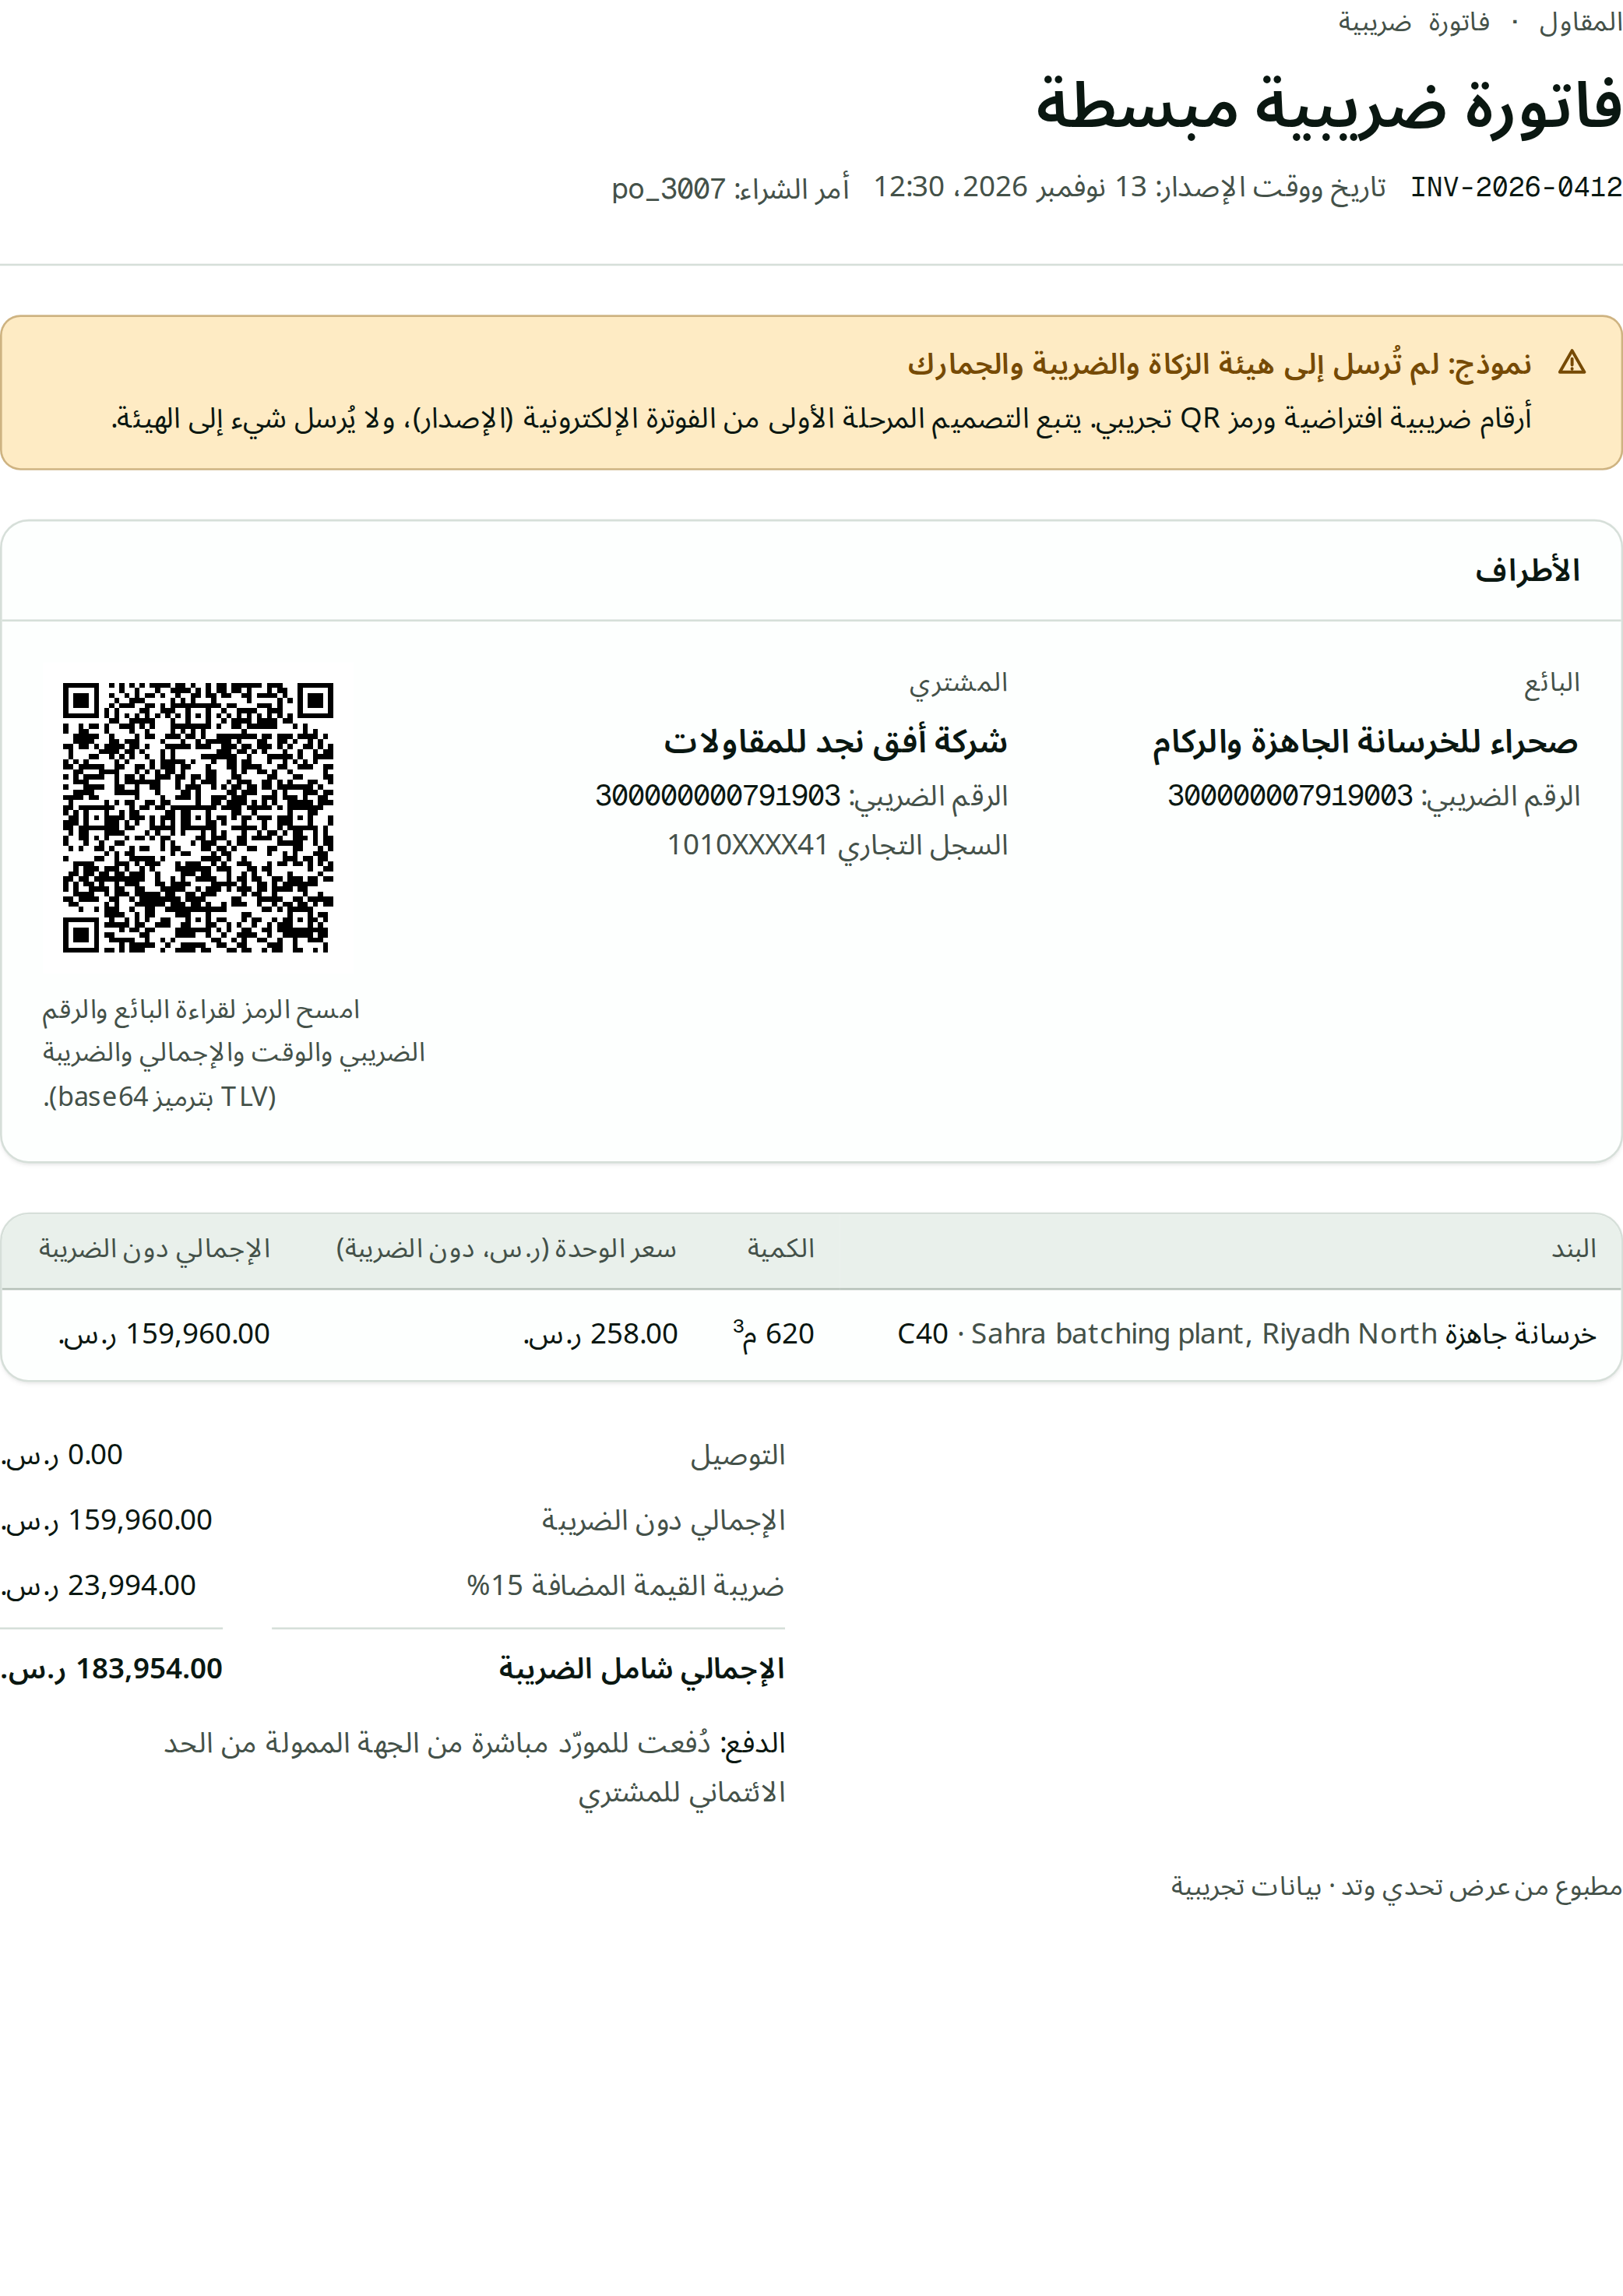 المقاول · فاتورة ضريبية
فاتورة ضريبية مبسطة
INV-2026-0412 تاريخ ووقت الإصدار: 13 نوفمبر 2026، 12:30 أمر الشراء: po_3007
نموذج: لم تُرسل إلى هيئة الزكاة والضريبة والجمارك
أرقام ضريبية افتراضية ورمز QR تجريبي. يتبع التصميم المرحلة الأولى من الفوترة الإلكترونية (الإصدار)، ولا يُرسل شيء إلى الهيئة.
الأطراف
البائع
صحراء للخرسانة الجاهزة والركام
الرقم الضريبي: 300000007919003
المشتري
شركة أفق نجد للمقاولات
الرقم الضريبي: 300000000791903
السجل التجاري 1010XXXX41
امسح الرمز لقراءة البائع والرقم
الضريبي والوقت والإجمالي والضريبة
(TLV بترميز base64).
البند الكمية سعر الوحدة (ر.س، دون الضريبة) الإجمالي دون الضريبة
خرسانة جاهزة C40 · Sahra batching plant, Riyadh North 620 م³ 258.00 ر.س. 159,960.00 ر.س.
التوصيل 0.00 ر.س.
الإجمالي دون الضريبة 159,960.00 ر.س.
ضريبة القيمة المضافة 15% 23,994.00 ر.س.
الإجمالي شامل الضريبة 183,954.00 ر.س.
الدفع: دُفعت للمورّد مباشرة من الجهة الممولة من الحد
الائتماني للمشتري
مطبوع من عرض تحدي وتد · بيانات تجريبية